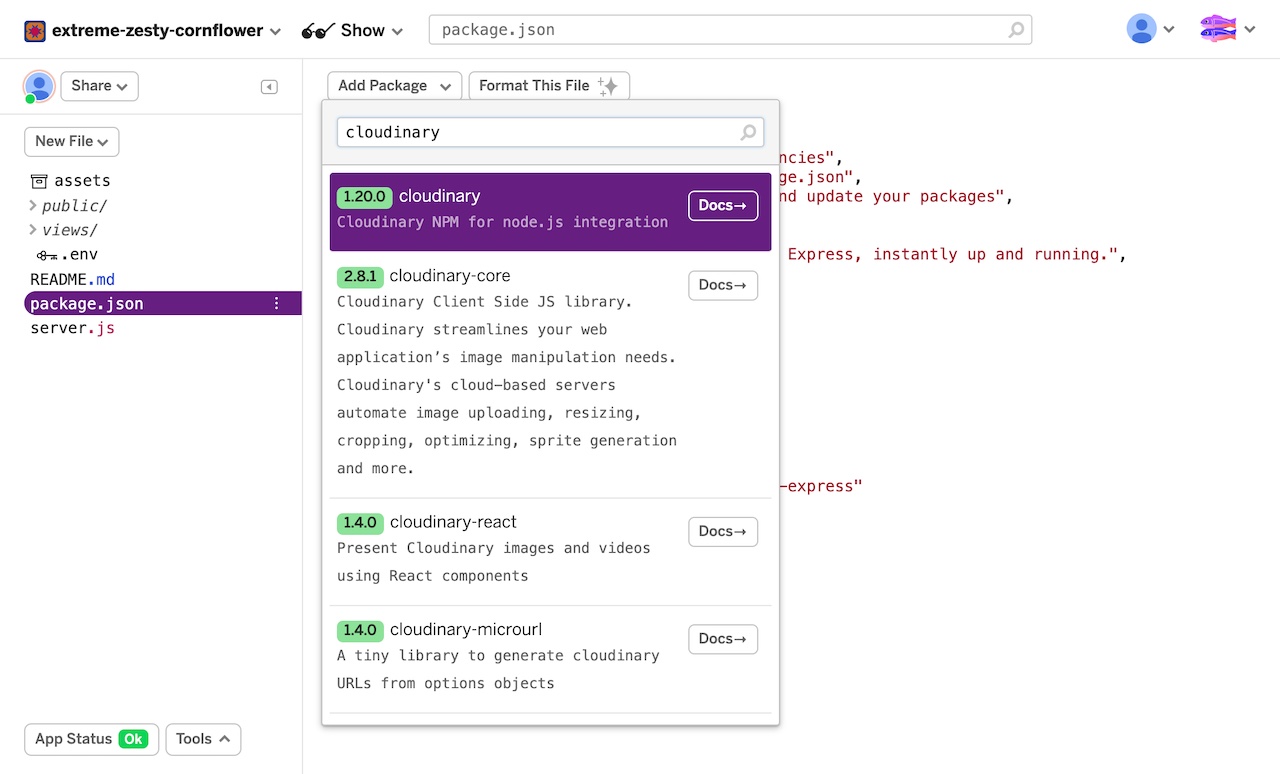 extreme-zesty-cornflower Show package.json
Share
Add Package Format This File
New File
assets
public/
views/
.env
README.md
package.json
server.js
cloudinary
1.20.0 cloudinary Docs→
Cloudinary NPM for node.js integration
2.8.1 cloudinary-core Docs→
Cloudinary Client Side JS library.
Cloudinary streamlines your web
application’s image manipulation needs.
Cloudinary's cloud-based servers
automate image uploading, resizing,
cropping, optimizing, sprite generation
and more.
1.4.0 cloudinary-react Docs→
Present Cloudinary images and videos
using React components
1.4.0 cloudinary-microurl Docs→
A tiny library to generate cloudinary
URLs from options objects
ncies",
ge.json",
nd update your packages",
Express, instantly up and running.",
-express"
App Status Ok Tools